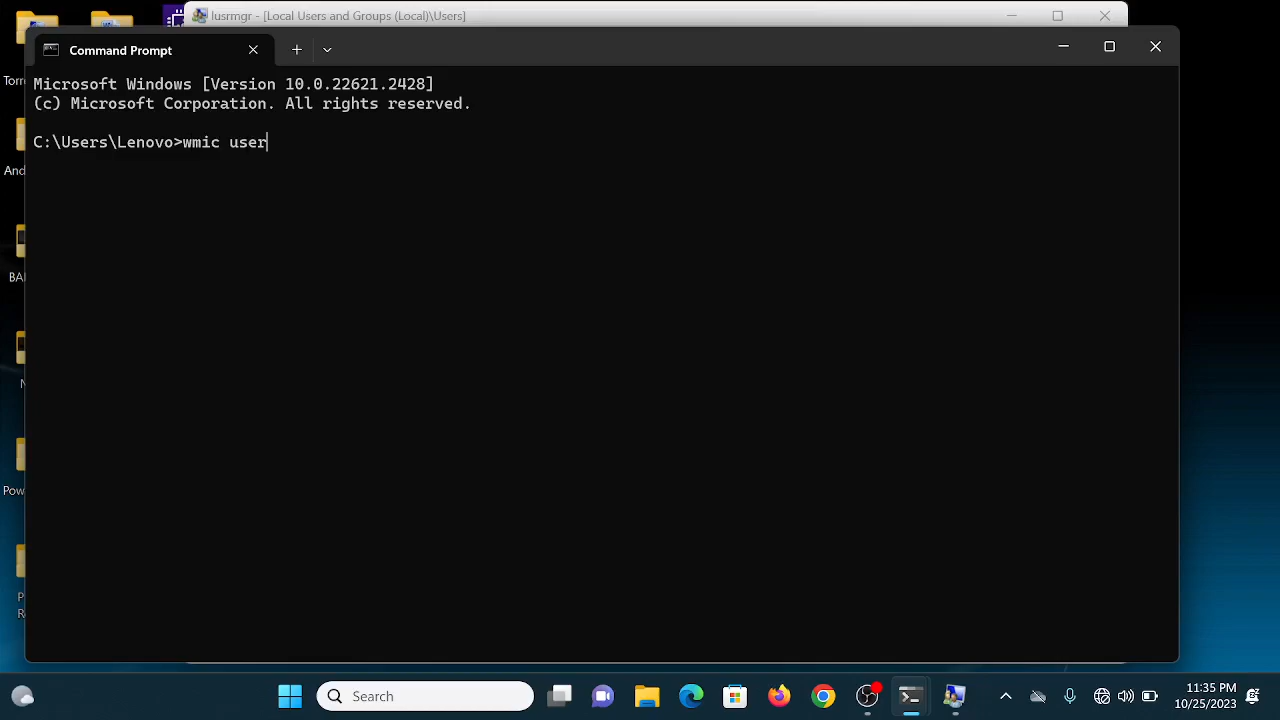 lusrmgr - [Local Users and Groups (Local)\Users]
Command Prompt
Microsoft Windows [Version 10.0.22621.2428]
(c) Microsoft Corporation. All rights reserved.
C:\Users\Lenovo>wmic user
Search
11:35 PM
10/25/2023